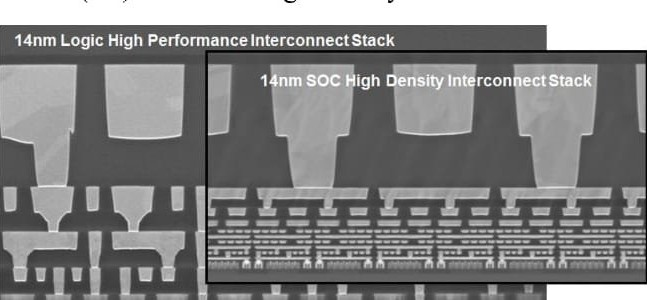 14nm Logic High Performance Interconnect Stack
14nm SOC High Density Interconnect Stack